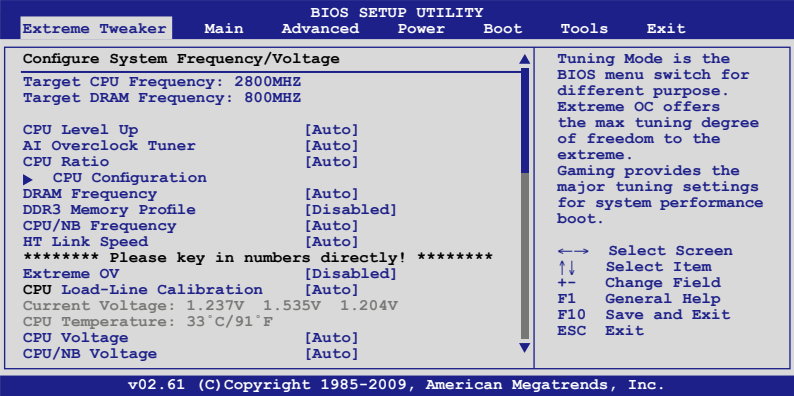 BIOS SETUP UTILITY
Extreme Tweaker Main Advanced Power Boot Tools Exit
Configure System Frequency/Voltage
Target CPU Frequency: 2800MHZ
Target DRAM Frequency: 800MHZ
CPU Level Up [Auto]
AI Overclock Tuner [Auto]
CPU Ratio [Auto]
▶ CPU Configuration
DRAM Frequency [Auto]
DDR3 Memory Profile [Disabled]
CPU/NB Frequency [Auto]
HT Link Speed [Auto]
******** Please key in numbers directly! ********
Extreme OV [Disabled]
CPU Load-Line Calibration [Auto]
Current Voltage: 1.237V 1.535V 1.204V
CPU Temperature: 33°C/91°F
CPU Voltage [Auto]
CPU/NB Voltage [Auto]
Tuning Mode is the
BIOS menu switch for
different purpose.
Extreme OC offers
the max tuning degree
of freedom to the
extreme.
Gaming provides the
major tuning settings
for system performance
boot.
←→ Select Screen
↑↓ Select Item
+- Change Field
F1 General Help
F10 Save and Exit
ESC Exit
v02.61 (C)Copyright 1985-2009, American Megatrends, Inc.